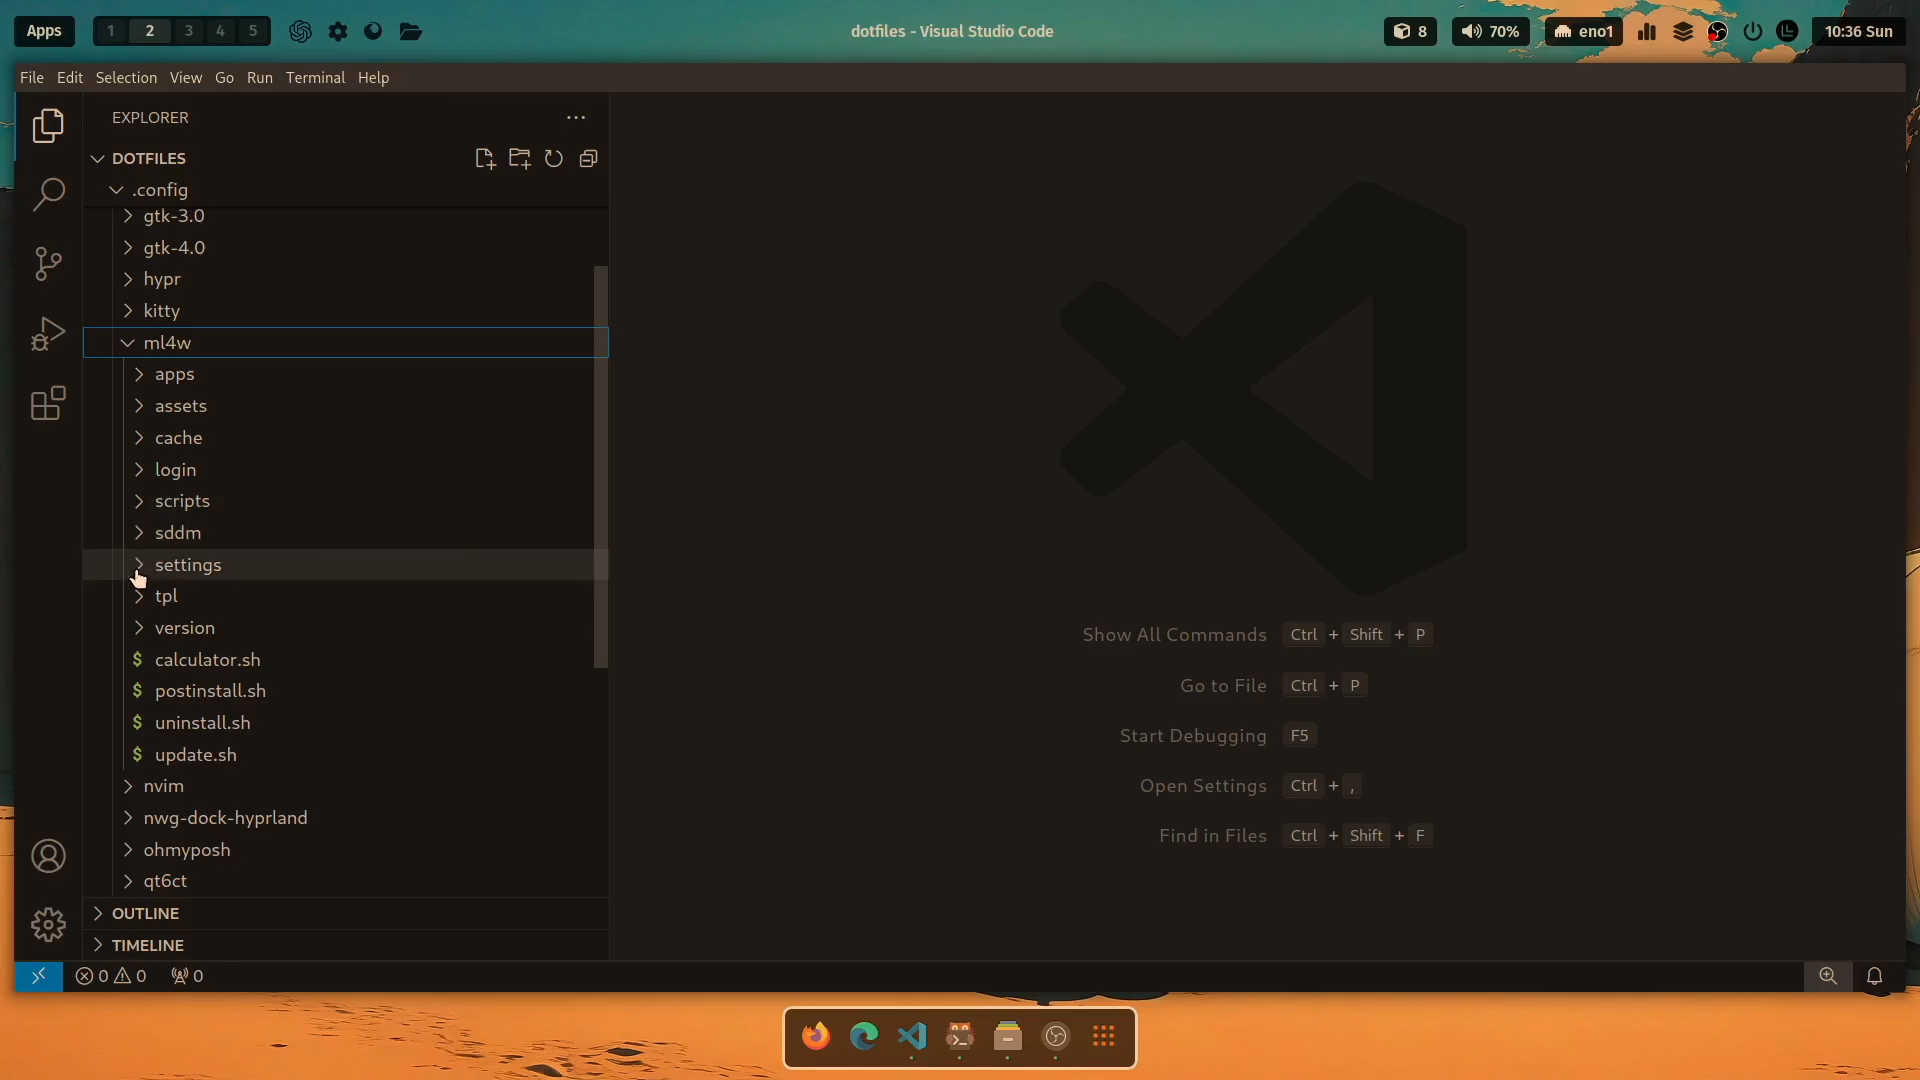 Apps 1 2 3 4 5 dotfiles - Visual Studio Code 8 70% eno1 10:36 Sun
File Edit Selection View Go Run Terminal Help
EXPLORER
DOTFILES
.config
gtk-3.0
gtk-4.0
hypr
kitty
ml4w
apps
assets
cache
login
scripts
sddm
settings
tpl
version
$ calculator.sh
$ postinstall.sh
$ uninstall.sh
$ update.sh
nvim
nwg-dock-hyprland
ohmyposh
qt6ct
OUTLINE
TIMELINE
Show All Commands Ctrl + Shift + P
Go to File Ctrl + P
Start Debugging F5
Open Settings Ctrl + ,
Find in Files Ctrl + Shift + F
0 0 0